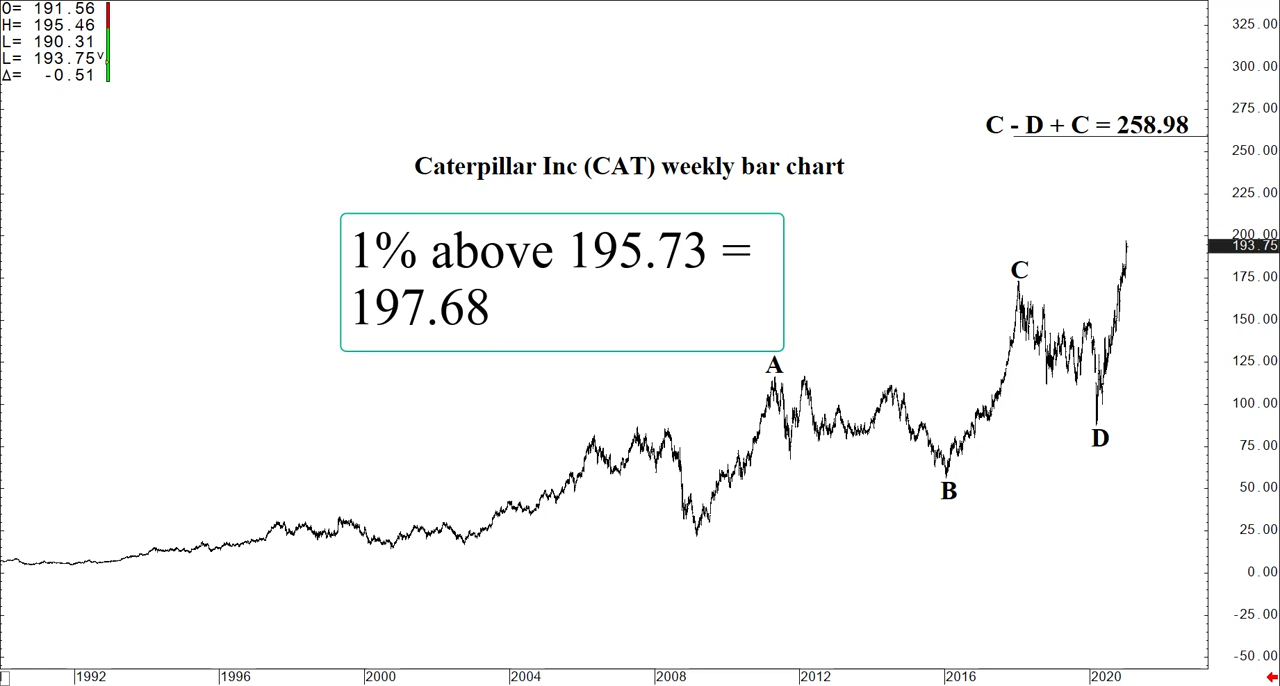 O= 191.56
H= 195.46
L= 190.31
L= 193.75v
Δ= -0.51
325.00
300.00
275.00
C - D + C = 258.98
250.00
Caterpillar Inc (CAT) weekly bar chart
225.00
1% above 195.73 =
197.68
200.00
193.75
C
175.00
150.00
A
125.00
100.00
D
75.00
B
50.00
25.00
0.00
-25.00
-50.00
1992 1996 2000 2004 2008 2012 2016 2020